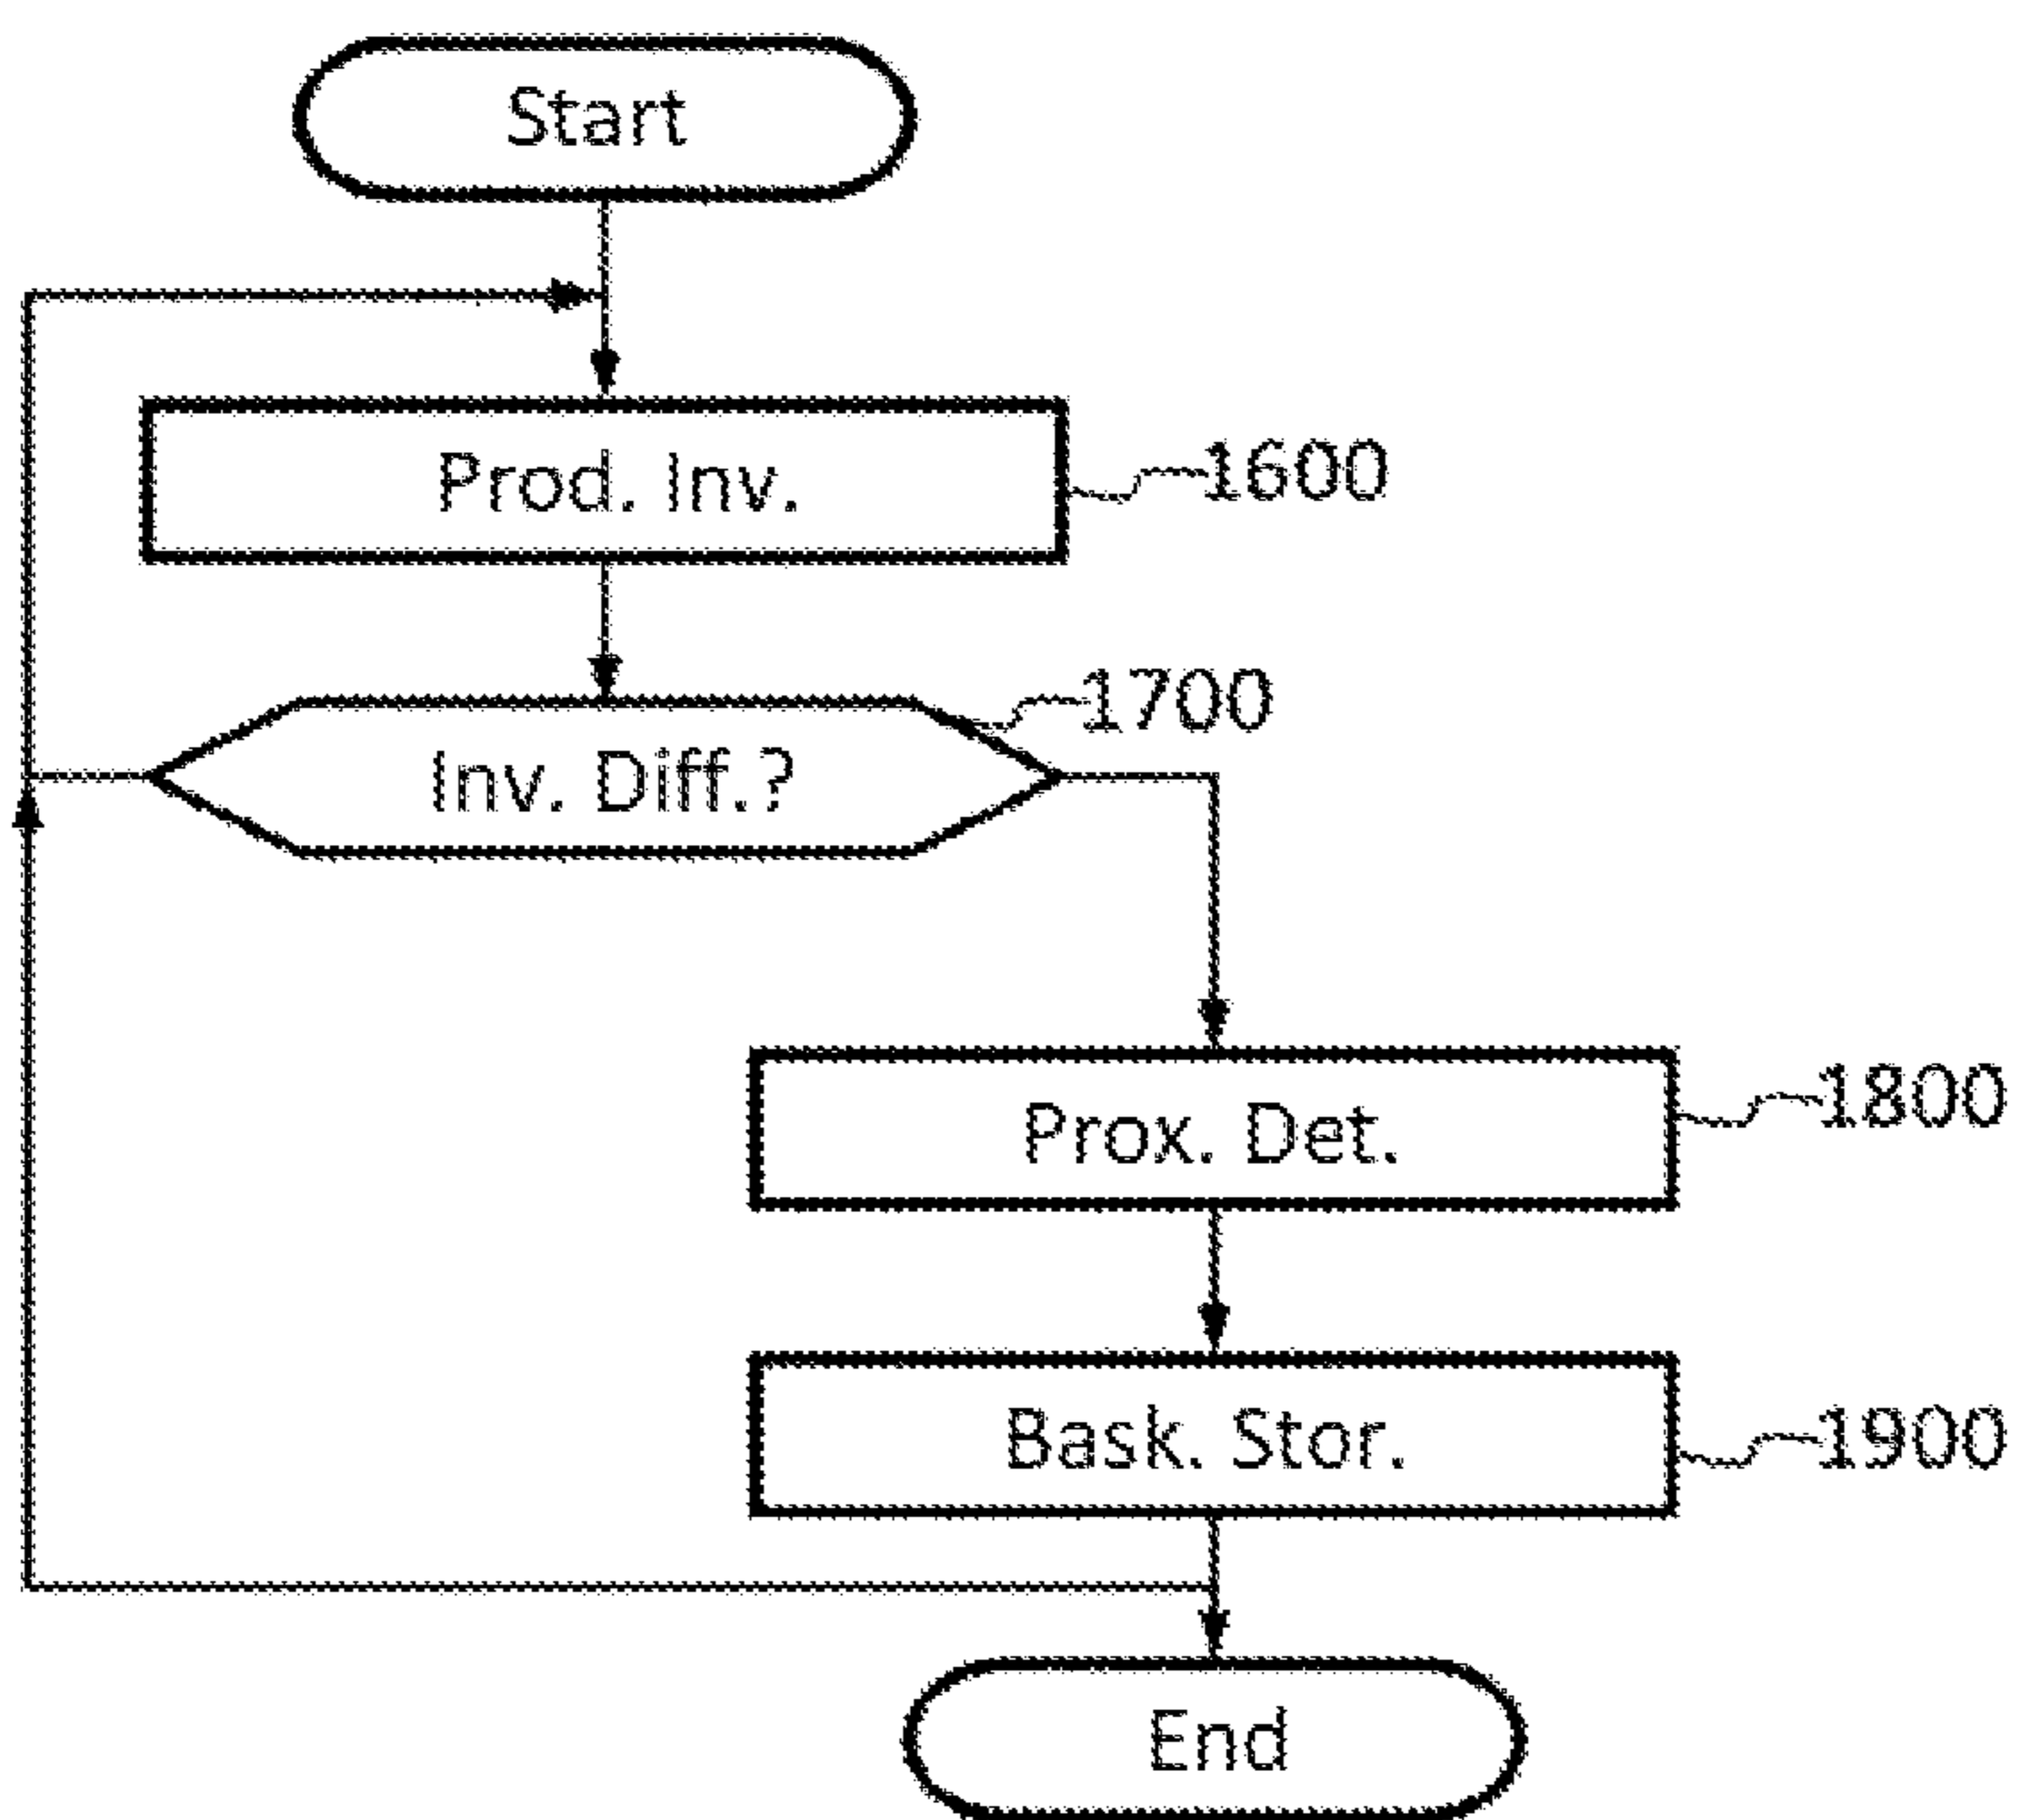 Start
Prod. Inv.
1600
1700
Inv. Diff.?
Prox. Det.
1800
Bask. Stor.
1900
End